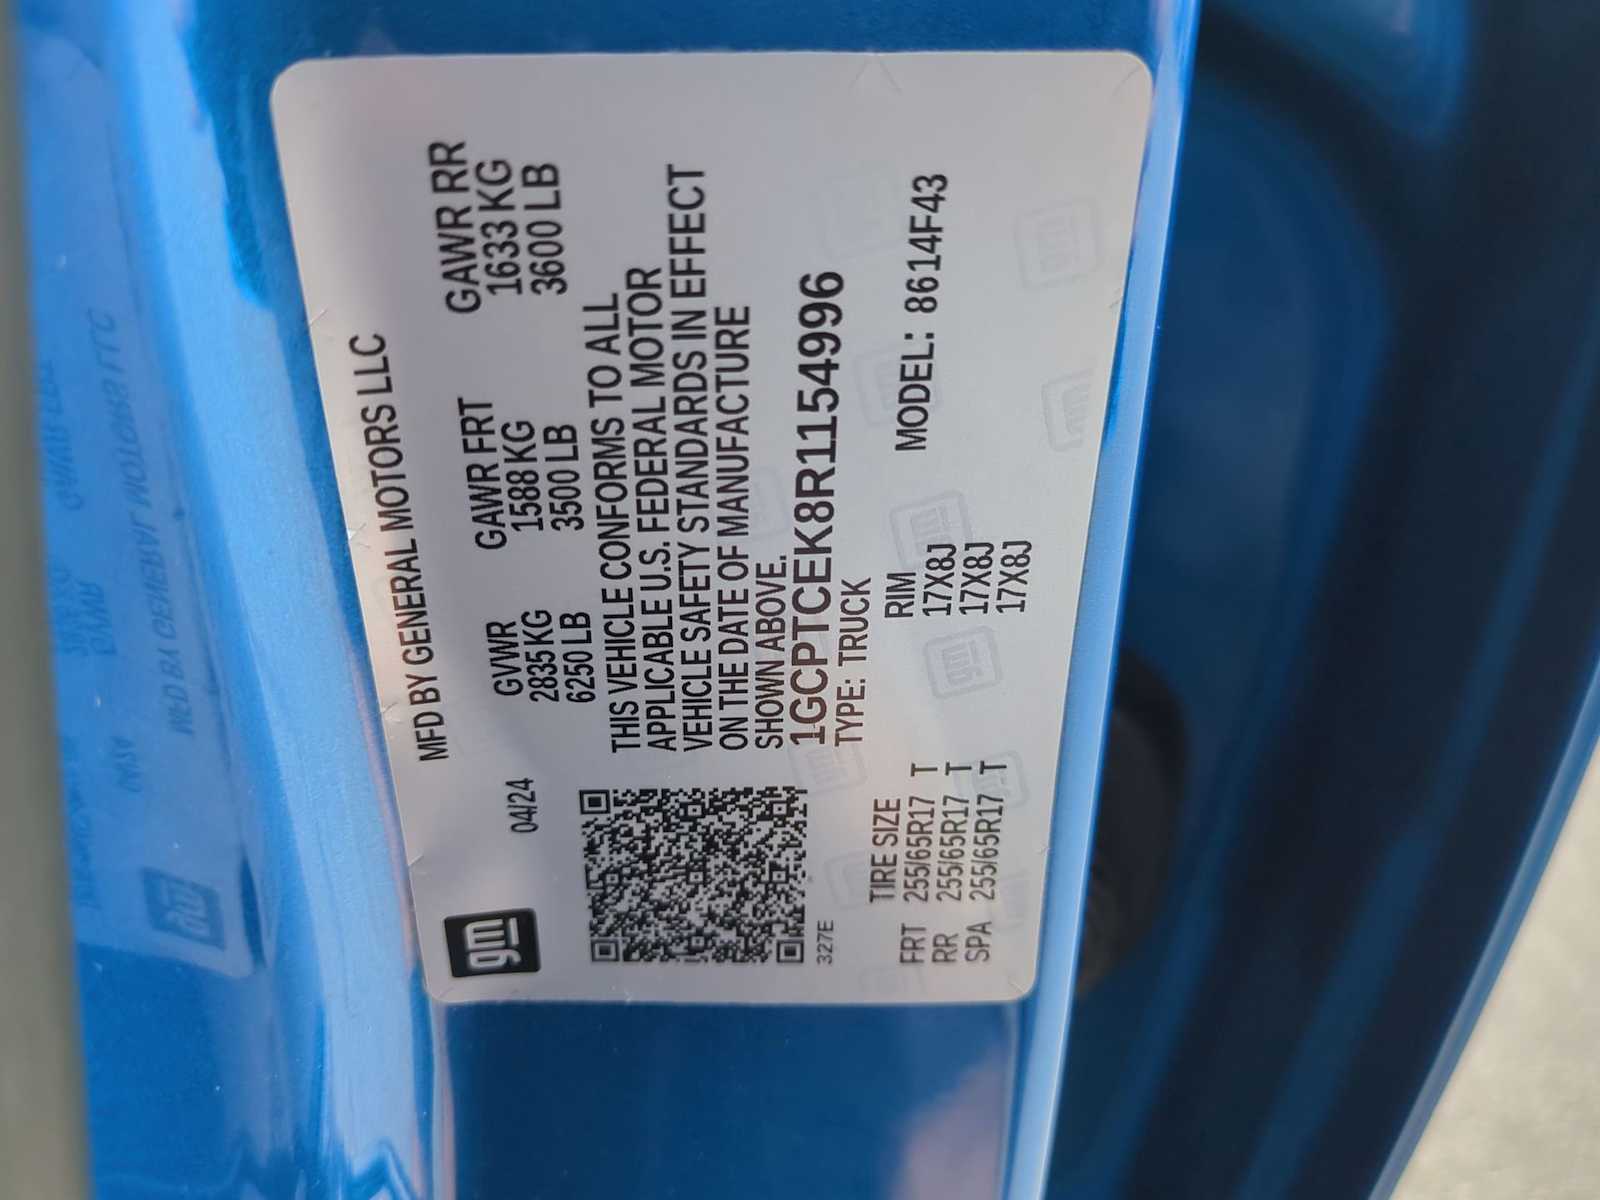 gm
MFD BY GENERAL MOTORS LLC
04/24
GVWR GAWR FRT GAWR RR
2835 KG 1588 KG 1633 KG
6250 LB 3500 LB 3600 LB
THIS VEHICLE CONFORMS TO ALL
APPLICABLE U.S. FEDERAL MOTOR
VEHICLE SAFETY STANDARDS IN EFFECT
ON THE DATE OF MANUFACTURE
SHOWN ABOVE.
1GCPTCEK8R1154996
TYPE: TRUCK
327E
TIRE SIZE RIM
FRT 255/65R17 T 17X8J
RR 255/65R17 T 17X8J
SPA 255/65R17 T 17X8J
MODEL: 8614F43